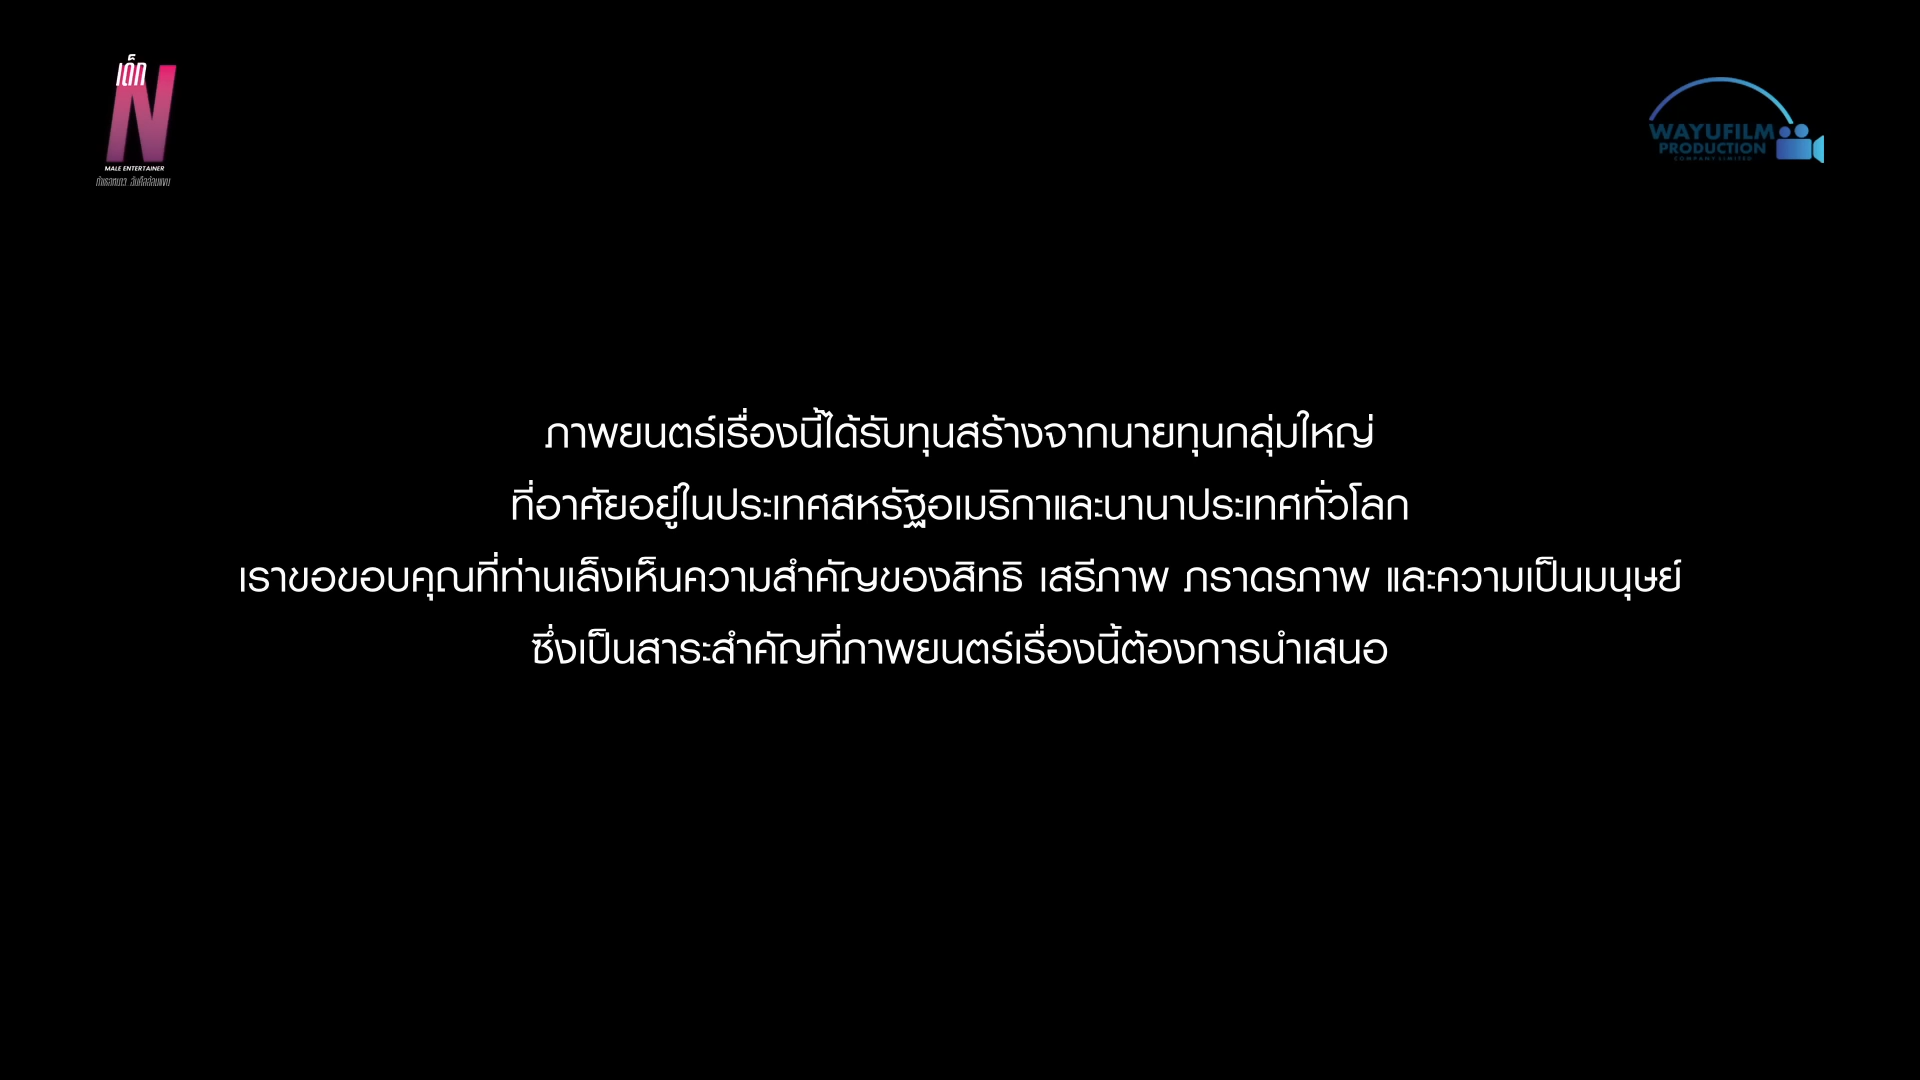 เด็ก
N
MALE ENTERTAINER
WAYUFILM
PRODUCTION
COMPANY LIMITED
ภาพยนตร์เรื่องนี้ได้รับทุนสร้างจากนายทุนกลุ่มใหญ่
ที่อาศัยอยู่ในประเทศสหรัฐอเมริกาและนานาประเทศทั่วโลก
เราขอขอบคุณที่ท่านเล็งเห็นความสำคัญของสิทธิ เสรีภาพ ภราดรภาพ และความเป็นมนุษย์
ซึ่งเป็นสาระสำคัญที่ภาพยนตร์เรื่องนี้ต้องการนำเสนอ